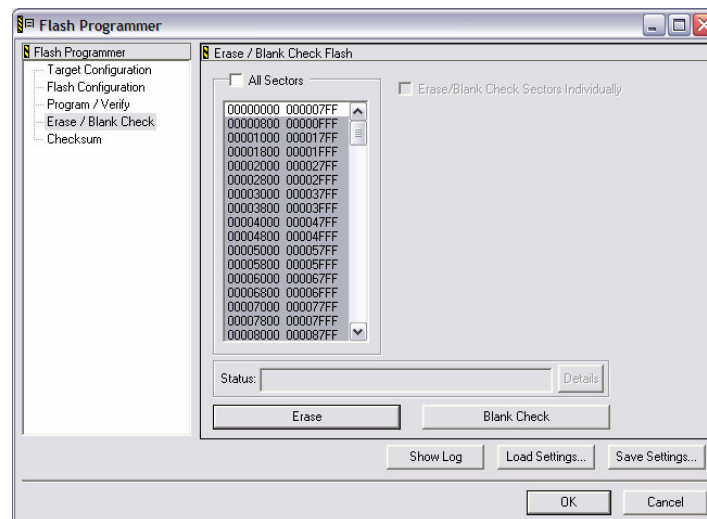 Flash Programmer
Flash Programmer
Target Configuration
Flash Configuration
Program / Verify
Erase / Blank Check
Checksum
Erase / Blank Check Flash
All Sectors
Erase/Blank Check Sectors Individually
00000000 000007FF
00000800 00000FFF
00001000 000017FF
00001800 00001FFF
00002000 000027FF
00002800 00002FFF
00003000 000037FF
00003800 00003FFF
00004000 000047FF
00004800 00004FFF
00005000 000057FF
00005800 00005FFF
00006000 000067FF
00006800 00006FFF
00007000 000077FF
00007800 00007FFF
00008000 000087FF
Status:
Details
Erase
Blank Check
Show Log
Load Settings...
Save Settings...
OK
Cancel